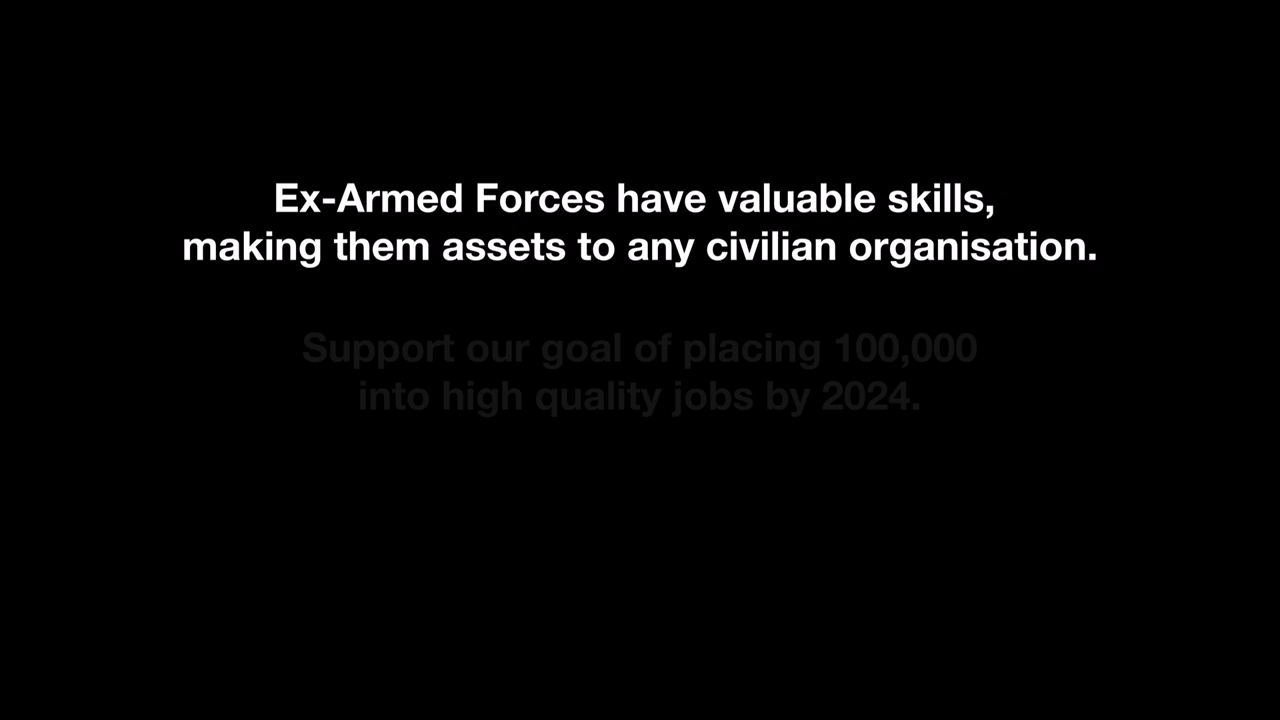 Ex-Armed Forces have valuable skills,
making them assets to any civilian organisation.
Support our goal of placing 100,000
into high quality jobs by 2024.